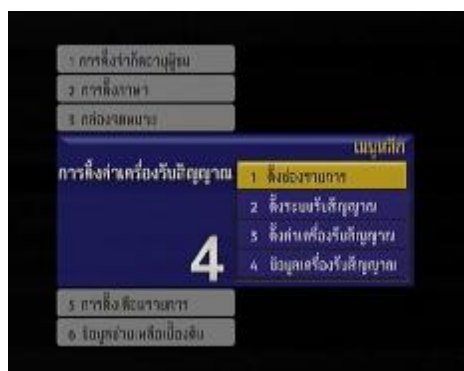 1 การตั้งจำกัดอายุผู้ชม
2 การตั้งภาษา
3 กล่องจดหมาย
เมนูหลัก
การตั้งค่าเครื่องรับสัญญาณ
4
1 ตั้งช่องรายการ
2 ตั้งระบบรับสัญญาณ
3 ตั้งค่าเครื่องรับสัญญาณ
4 ข้อมูลเครื่องรับสัญญาณ
5 การตั้งเตือนรายการ
6 ข้อมูลช่วยเหลือเบื้องต้น